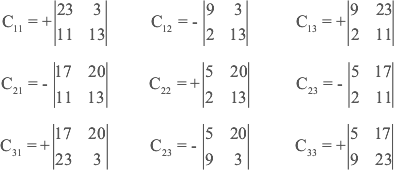 C₁₁ = + |23 3; 11 13| C₁₂ = - |9 3; 2 13| C₁₃ = + |9 23; 2 11|
C₂₁ = - |17 20; 11 13| C₂₂ = + |5 20; 2 13| C₂₃ = - |5 17; 2 11|
C₃₁ = + |17 20; 23 3| C₂₃ = - |5 20; 9 3| C₃₃ = + |5 17; 9 23|